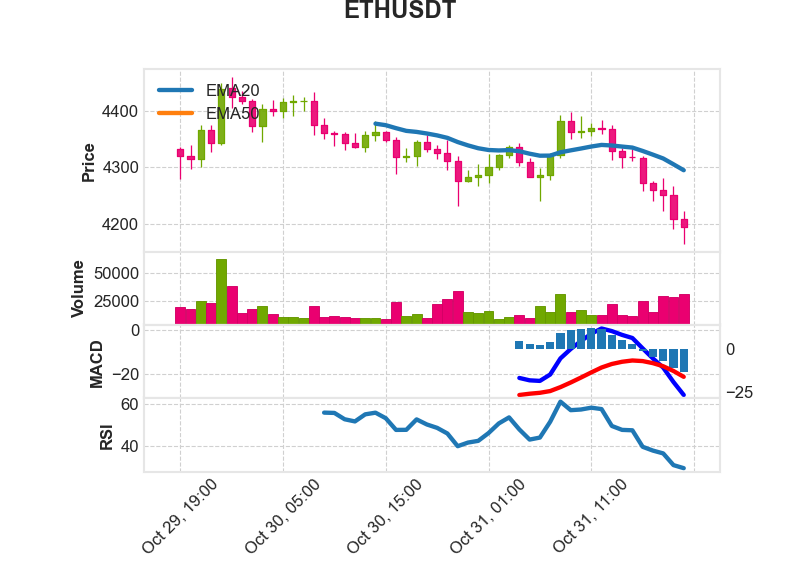 ETHUSDT
EMA20
EMA50
Price
4400
4300
4200
Volume
50000
25000
MACD
0
−20
0
−25
RSI
60
40
Oct 29, 19:00
Oct 30, 05:00
Oct 30, 15:00
Oct 31, 01:00
Oct 31, 11:00